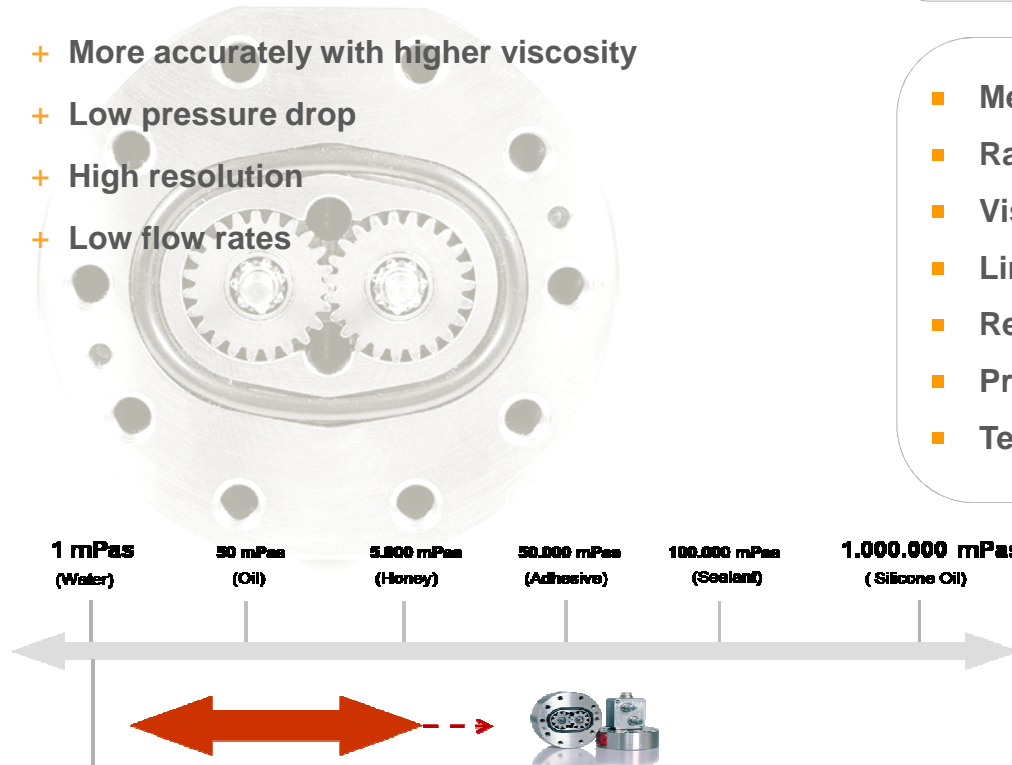 + More accurately with higher viscosity
+ Low pressure drop
+ High resolution
+ Low flow rates
▪ Me
▪ Ra
▪ Vis
▪ Lin
▪ Re
▪ Pr
▪ Te
1 mPas
(Water)
50 mPas
(Oil)
5.000 mPas
(Honey)
50.000 mPas
(Adhesive)
100.000 mPas
(Sealant)
1.000.000 mPas
( Silicone Oil)